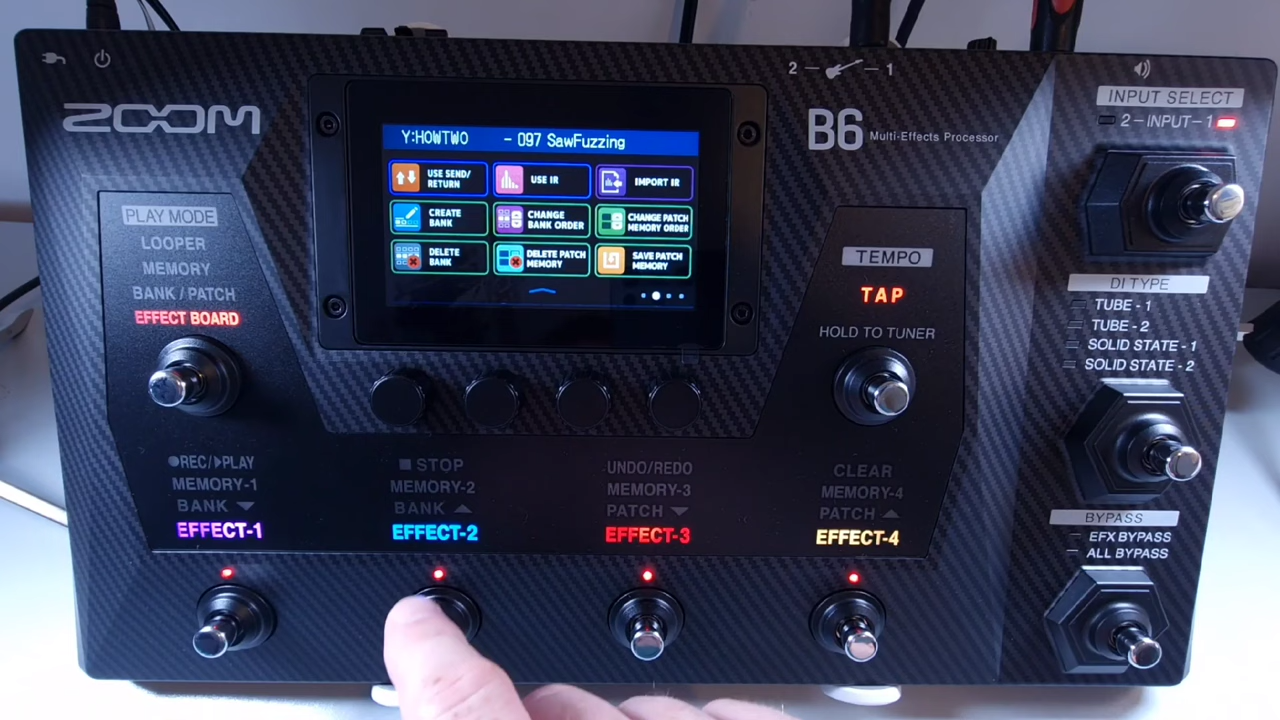 ZOOM
2 — — 1
B6 Multi-Effects Processor
INPUT SELECT
2 - INPUT - 1
Y:HOWTWO - 097 SawFuzzing
USE SEND/
RETURN
USE IR
IMPORT IR
CREATE
BANK
CHANGE
BANK ORDER
CHANGE PATCH
MEMORY ORDER
DELETE
BANK
DELETE PATCH
MEMORY
SAVE PATCH
MEMORY
PLAY MODE
LOOPER
MEMORY
BANK / PATCH
EFFECT BOARD
TEMPO
TAP
HOLD TO TUNER
DI TYPE
TUBE - 1
TUBE - 2
SOLID STATE - 1
SOLID STATE - 2
●REC/▶PLAY
MEMORY-1
BANK ▼
EFFECT-1
■ STOP
MEMORY-2
BANK ▲
EFFECT-2
UNDO/REDO
MEMORY-3
PATCH ▼
EFFECT-3
CLEAR
MEMORY-4
PATCH ▲
EFFECT-4
BYPASS
EFX BYPASS
ALL BYPASS